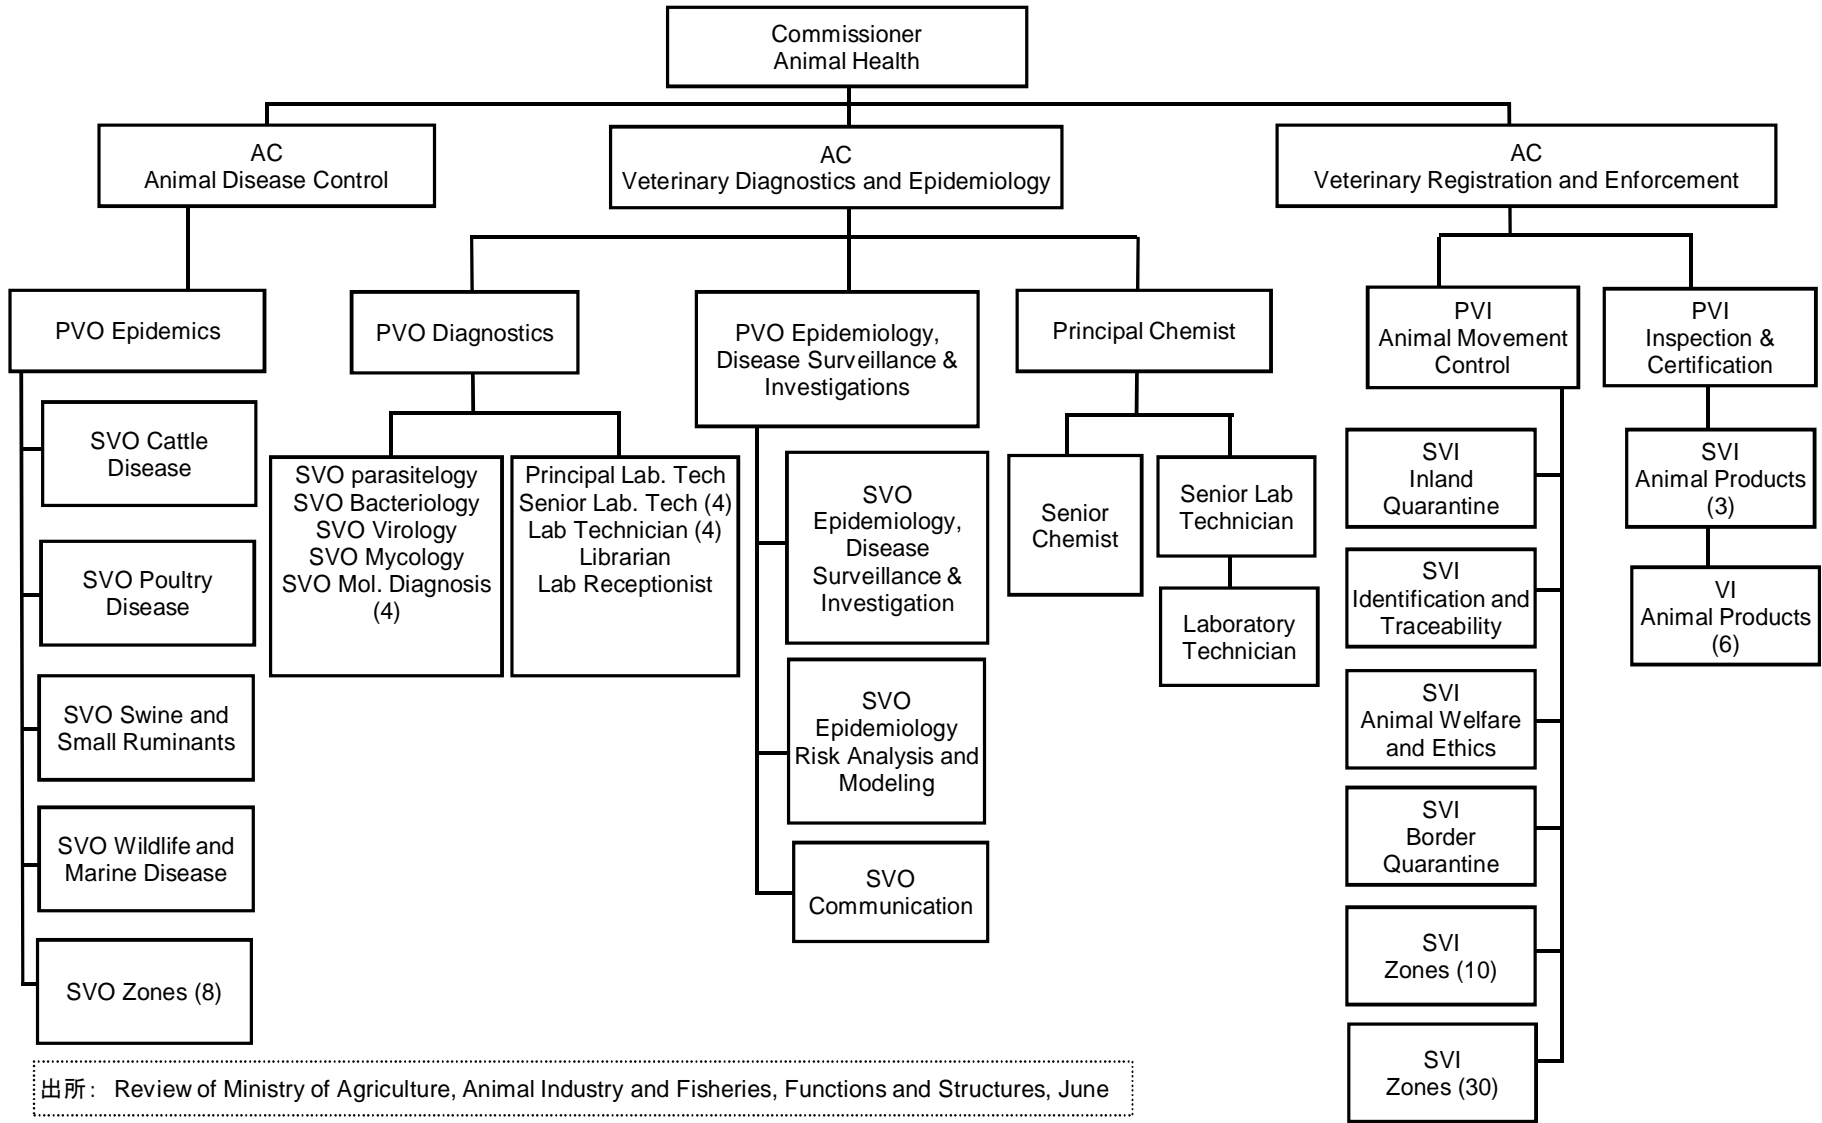 Commissioner
Animal Health
AC
Animal Disease Control
AC
Veterinary Diagnostics and Epidemiology
AC
Veterinary Registration and Enforcement
PVO Epidemics
PVO Diagnostics
PVO Epidemiology,
Disease Surveillance &
Investigations
Principal Chemist
PVI
Animal Movement
Control
PVI
Inspection &
Certification
SVO Cattle
Disease
SVO Poultry
Disease
SVO Swine and
Small Ruminants
SVO Wildlife and
Marine Disease
SVO Zones (8)
SVO parasitelogy
SVO Bacteriology
SVO Virology
SVO Mycology
SVO Mol. Diagnosis
(4)
Principal Lab. Tech
Senior Lab. Tech (4)
Lab Technician (4)
Librarian
Lab Receptionist
SVO
Epidemiology,
Disease
Surveillance &
Investigation
SVO
Epidemiology
Risk Analysis and
Modeling
SVO
Communication
Senior
Chemist
Senior Lab
Technician
Laboratory
Technician
SVI
Inland
Quarantine
SVI
Identification and
Traceability
SVI
Animal Welfare
and Ethics
SVI
Border
Quarantine
SVI
Zones (10)
SVI
Zones (30)
SVI
Animal Products
(3)
VI
Animal Products
(6)
出所： Review of Ministry of Agriculture, Animal Industry and Fisheries, Functions and Structures, June